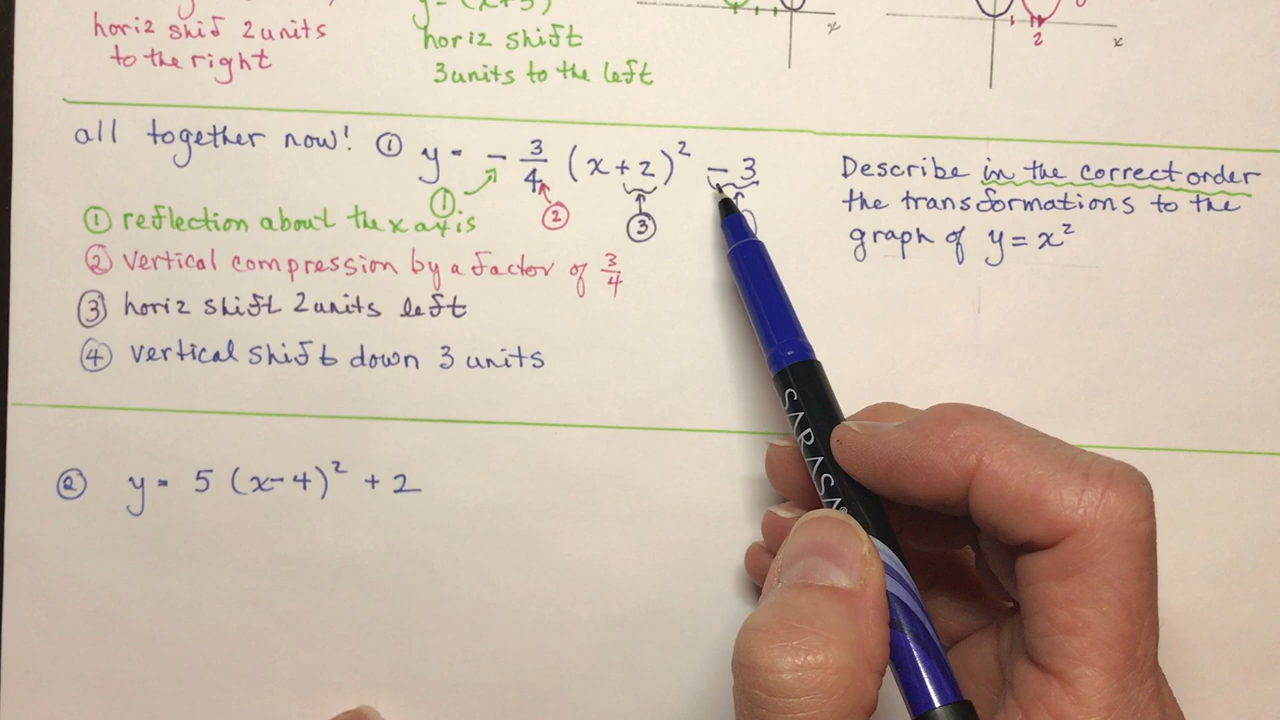 horiz shif 2 units
to the right
y = (x+3)
horiz shift
3 units to the left
x
2
x
all together now! ① y = - 3/4 (x+2)² - 3
① ② ③
① reflection about the x axis
② vertical compression by a factor of 3/4
③ horiz shift 2 units left
④ vertical shift down 3 units
Describe in the correct order
the transformations to the
graph of y = x²
② y = 5 (x-4)² + 2
SARASA